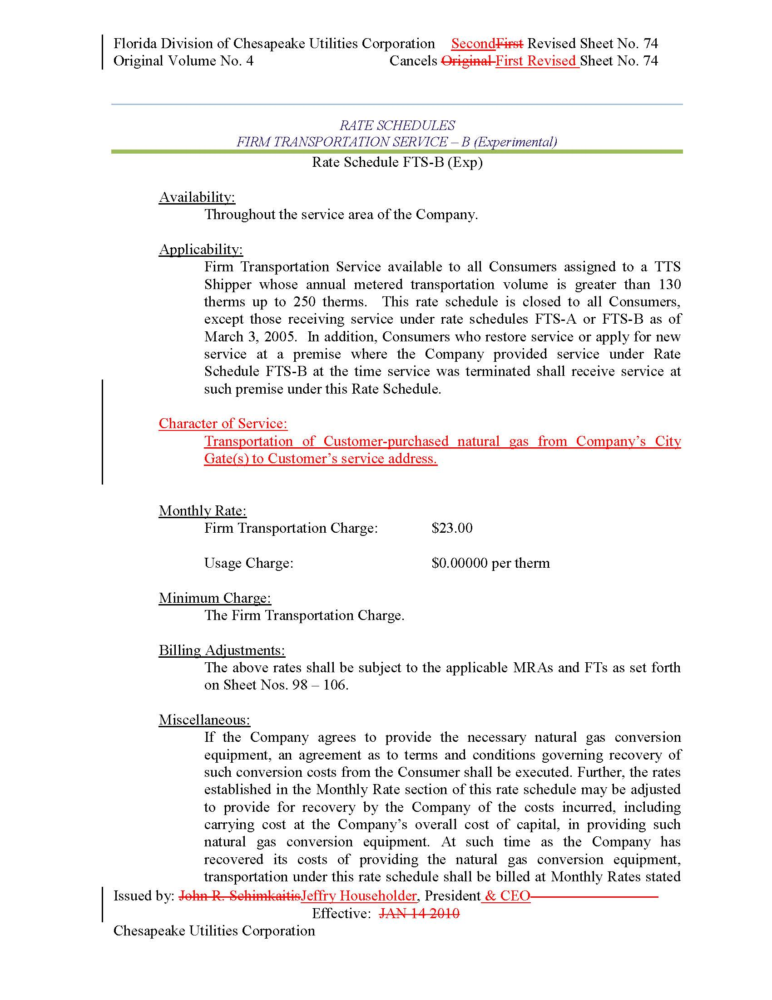 Florida Division of Chesapeake Utilities Corporation SecondFirst Revised Sheet No. 74
Original Volume No. 4 Cancels Original First Revised Sheet No. 74
RATE SCHEDULES
FIRM TRANSPORTATION SERVICE – B (Experimental)
Rate Schedule FTS-B (Exp)
Availability:
Throughout the service area of the Company.
Applicability:
Firm Transportation Service available to all Consumers assigned to a TTS
Shipper whose annual metered transportation volume is greater than 130
therms up to 250 therms. This rate schedule is closed to all Consumers,
except those receiving service under rate schedules FTS-A or FTS-B as of
March 3, 2005. In addition, Consumers who restore service or apply for new
service at a premise where the Company provided service under Rate
Schedule FTS-B at the time service was terminated shall receive service at
such premise under this Rate Schedule.
Character of Service:
Transportation of Customer-purchased natural gas from Company’s City
Gate(s) to Customer’s service address.
Monthly Rate:
Firm Transportation Charge: $23.00
Usage Charge: $0.00000 per therm
Minimum Charge:
The Firm Transportation Charge.
Billing Adjustments:
The above rates shall be subject to the applicable MRAs and FTs as set forth
on Sheet Nos. 98 – 106.
Miscellaneous:
If the Company agrees to provide the necessary natural gas conversion
equipment, an agreement as to terms and conditions governing recovery of
such conversion costs from the Consumer shall be executed. Further, the rates
established in the Monthly Rate section of this rate schedule may be adjusted
to provide for recovery by the Company of the costs incurred, including
carrying cost at the Company’s overall cost of capital, in providing such
natural gas conversion equipment. At such time as the Company has
recovered its costs of providing the natural gas conversion equipment,
transportation under this rate schedule shall be billed at Monthly Rates stated
Issued by: John R. SchimkaitisJeffry Householder, President & CEO
Effective: JAN 14 2010
Chesapeake Utilities Corporation